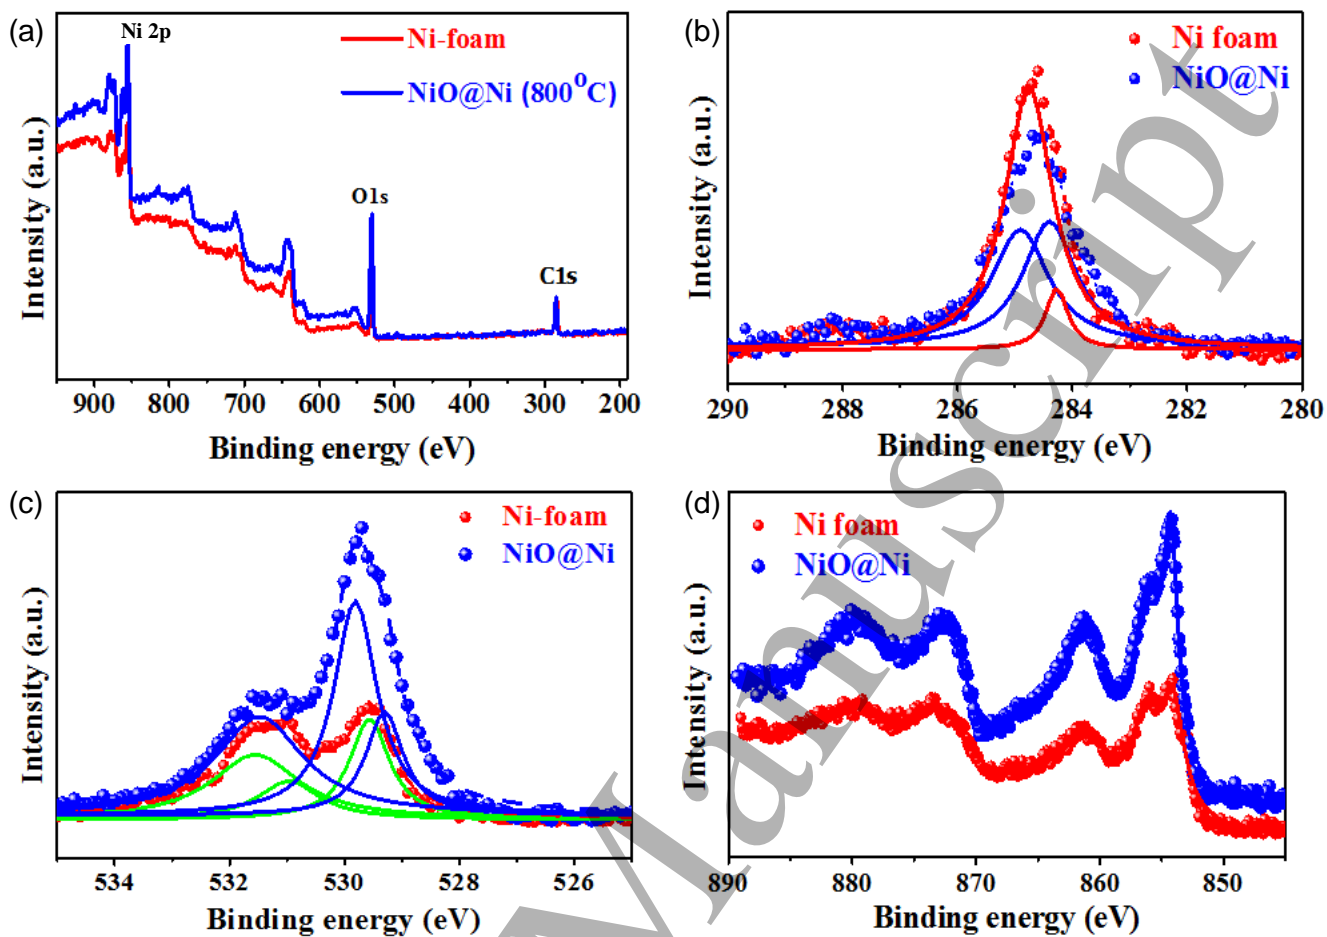 (a)
Ni 2p
Ni-foam
NiO@Ni (800°C)
O1s
C1s
Intensity (a.u.)
900 800 700 600 500 400 300 200
Binding energy (eV)
(b)
Ni foam
NiO@Ni
Intensity (a.u.)
290 288 286 284 282 280
Binding energy (eV)
(c)
Ni-foam
NiO@Ni
Intensity (a.u.)
534 532 530 528 526
Binding energy (eV)
(d)
Ni foam
NiO@Ni
Intensity (a.u.)
890 880 870 860 850
Binding energy (eV)
Manuscript